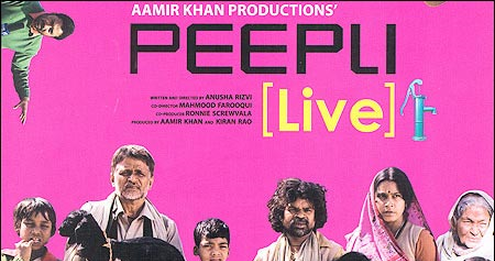 AAMIR KHAN PRODUCTIONS'
PEEPLI
[Live]
WRITTEN AND DIRECTED BY ANUSHA RIZVI
CO-DIRECTOR MAHMOOD FAROOQUI
CO-PRODUCER RONNIE SCREWVALA
PRODUCED BY AAMIR KHAN AND KIRAN RAO